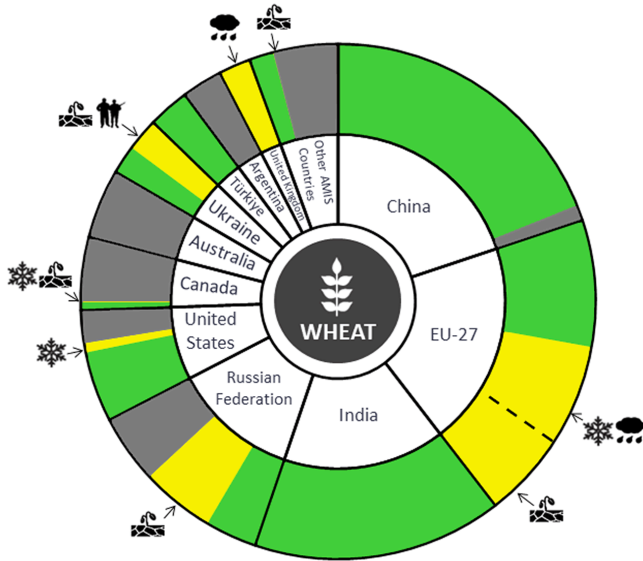 China
EU-27
India
Russian
Federation
United
States
Canada
Australia
Ukraine
Türkiye
Argentina
United Kingdom
Other AMIS
Countries
WHEAT